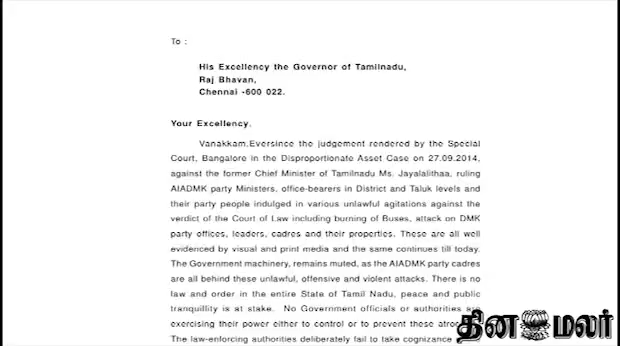 To :
His Excellency the Governor of Tamilnadu,
Raj Bhavan,
Chennai -600 022.
Your Excellency,
Vanakkam.Eversince the judgement rendered by the Special
Court, Bangalore in the Disproportionate Asset Case on 27.09.2014,
against the former Chief Minister of Tamilnadu Ms. Jayalalithaa, ruling
AIADMK party Ministers, office-bearers in District and Taluk levels and
their party people indulged in various unlawful agitations against the
verdict of the Court of Law including burning of Buses, attack on DMK
party offices, leaders, cadres and their properties. These are all well
evidenced by visual and print media and the same continues till today.
The Government machinery, remains muted, as the AIADMK party cadres
are all behind these unlawful, offensive and violent attacks. There is no
law and order in the entire State of Tamil Nadu, peace and public
tranquillity is at stake. No Government officials or authorities are
exercising their power either to control or to prevent these
The law-enforcing authorities deliberately fail to take cognizance
தினமலர்